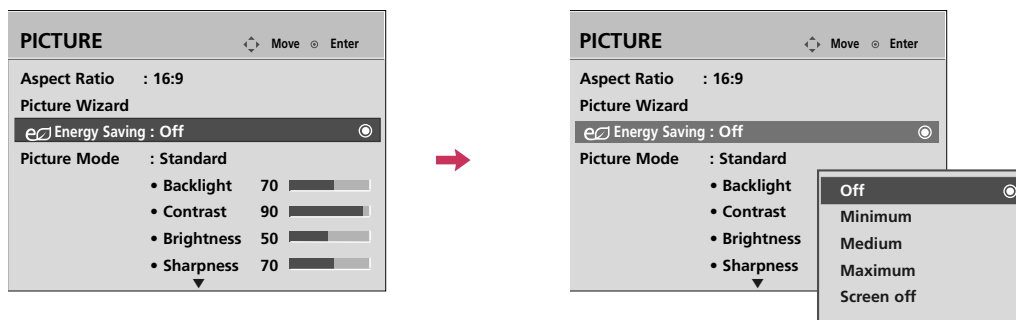 PICTURE
Move Enter
Aspect Ratio : 16:9
Picture Wizard
Energy Saving : Off
Picture Mode : Standard
• Backlight 70
• Contrast 90
• Brightness 50
• Sharpness 70
PICTURE
Move Enter
Aspect Ratio : 16:9
Picture Wizard
Energy Saving : Off
Picture Mode : Standard
• Backlight
• Contrast
• Brightness
• Sharpness
Off
Minimum
Medium
Maximum
Screen off